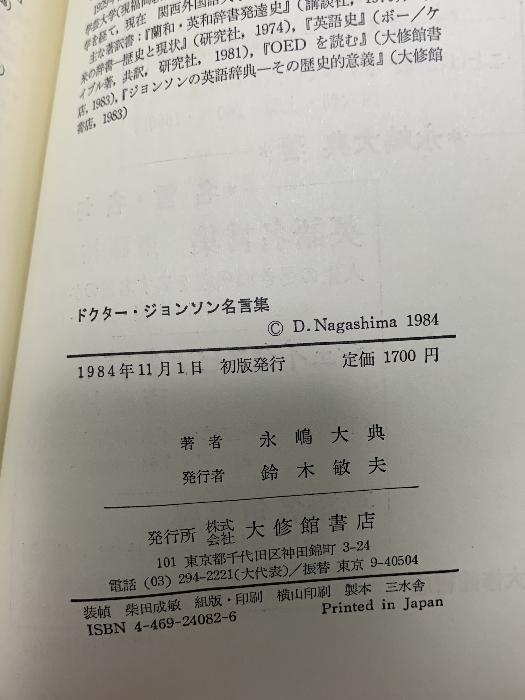 学芸大学(現福岡教
学を経て, 現在 関西外国語大
主な著訳書:『蘭和・英和辞書発達史』(講談社,
来の辞書―歴史と現状』(研究社, 1974),『英語史』(ボー/ケ
イブル著, 共訳, 研究社, 1981),『OEDを読む』(大修館書
店, 1983),『ジョンソンの英語辞典―その歴史的意義』(大修館
書店, 1983)
ドクター・ジョンソン名言集
© D. Nagashima 1984
1984年11月1日 初版発行 定価 1700 円
著者 永嶋大典
発行者 鈴木敏夫
発行所 株式会社 大修館書店
101 東京都千代田区神田錦町 3-24
電話 (03) 294-2221(大代表)/振替 東京 9-40504
装幀 柴田成敏 組版・印刷 横山印刷 製本 三水舎
ISBN 4-469-24082-6 Printed in Japan